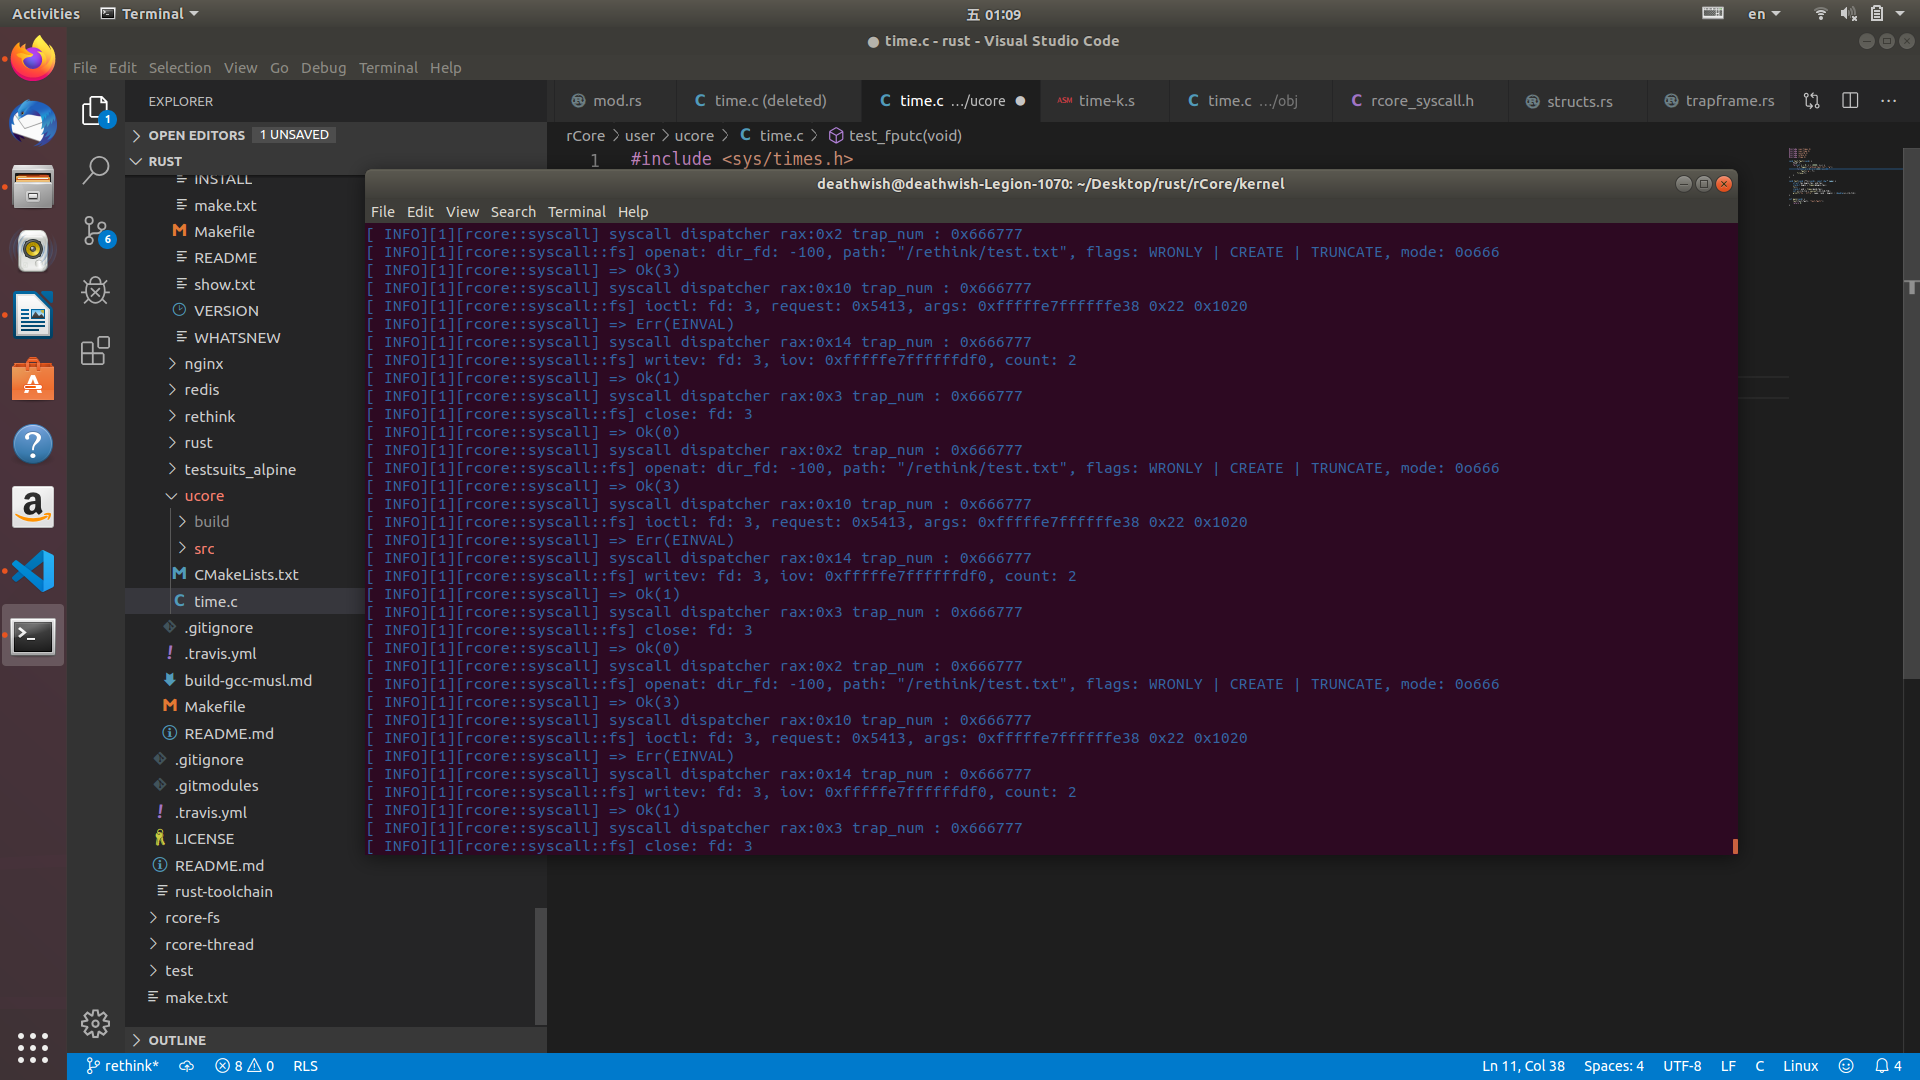 Activities
Terminal
五 01:09
en
● time.c - rust - Visual Studio Code
File Edit Selection View Go Debug Terminal Help
EXPLORER
OPEN EDITORS 1 UNSAVED
RUST
INSTALL
make.txt
Makefile
README
show.txt
VERSION
WHATSNEW
nginx
redis
rethink
rust
testsuits_alpine
ucore
build
src
CMakeLists.txt
time.c
.gitignore
.travis.yml
build-gcc-musl.md
Makefile
README.md
.gitignore
.gitmodules
.travis.yml
LICENSE
README.md
rust-toolchain
rcore-fs
rcore-thread
test
make.txt
OUTLINE
1
6
mod.rs
time.c (deleted)
time.c .../ucore
ASM time-k.s
time.c .../obj
rcore_syscall.h
structs.rs
trapframe.rs
rCore > user > ucore > C time.c > test_fputc(void)
1 #include <sys/times.h>
deathwish@deathwish-Legion-1070: ~/Desktop/rust/rCore/kernel
File Edit View Search Terminal Help
[ INFO][1][rcore::syscall] syscall dispatcher rax:0x2 trap_num : 0x666777
[ INFO][1][rcore::syscall::fs] openat: dir_fd: -100, path: "/rethink/test.txt", flags: WRONLY | CREATE | TRUNCATE, mode: 0o666
[ INFO][1][rcore::syscall] => Ok(3)
[ INFO][1][rcore::syscall] syscall dispatcher rax:0x10 trap_num : 0x666777
[ INFO][1][rcore::syscall::fs] ioctl: fd: 3, request: 0x5413, args: 0xfffffe7ffffffe38 0x22 0x1020
[ INFO][1][rcore::syscall] => Err(EINVAL)
[ INFO][1][rcore::syscall] syscall dispatcher rax:0x14 trap_num : 0x666777
[ INFO][1][rcore::syscall::fs] writev: fd: 3, iov: 0xfffffe7ffffffdf0, count: 2
[ INFO][1][rcore::syscall] => Ok(1)
[ INFO][1][rcore::syscall] syscall dispatcher rax:0x3 trap_num : 0x666777
[ INFO][1][rcore::syscall::fs] close: fd: 3
[ INFO][1][rcore::syscall] => Ok(0)
[ INFO][1][rcore::syscall] syscall dispatcher rax:0x2 trap_num : 0x666777
[ INFO][1][rcore::syscall::fs] openat: dir_fd: -100, path: "/rethink/test.txt", flags: WRONLY | CREATE | TRUNCATE, mode: 0o666
[ INFO][1][rcore::syscall] => Ok(3)
[ INFO][1][rcore::syscall] syscall dispatcher rax:0x10 trap_num : 0x666777
[ INFO][1][rcore::syscall::fs] ioctl: fd: 3, request: 0x5413, args: 0xfffffe7ffffffe38 0x22 0x1020
[ INFO][1][rcore::syscall] => Err(EINVAL)
[ INFO][1][rcore::syscall] syscall dispatcher rax:0x14 trap_num : 0x666777
[ INFO][1][rcore::syscall::fs] writev: fd: 3, iov: 0xfffffe7ffffffdf0, count: 2
[ INFO][1][rcore::syscall] => Ok(1)
[ INFO][1][rcore::syscall] syscall dispatcher rax:0x3 trap_num : 0x666777
[ INFO][1][rcore::syscall::fs] close: fd: 3
[ INFO][1][rcore::syscall] => Ok(0)
[ INFO][1][rcore::syscall] syscall dispatcher rax:0x2 trap_num : 0x666777
[ INFO][1][rcore::syscall::fs] openat: dir_fd: -100, path: "/rethink/test.txt", flags: WRONLY | CREATE | TRUNCATE, mode: 0o666
[ INFO][1][rcore::syscall] => Ok(3)
[ INFO][1][rcore::syscall] syscall dispatcher rax:0x10 trap_num : 0x666777
[ INFO][1][rcore::syscall::fs] ioctl: fd: 3, request: 0x5413, args: 0xfffffe7ffffffe38 0x22 0x1020
[ INFO][1][rcore::syscall] => Err(EINVAL)
[ INFO][1][rcore::syscall] syscall dispatcher rax:0x14 trap_num : 0x666777
[ INFO][1][rcore::syscall::fs] writev: fd: 3, iov: 0xfffffe7ffffffdf0, count: 2
[ INFO][1][rcore::syscall] => Ok(1)
[ INFO][1][rcore::syscall] syscall dispatcher rax:0x3 trap_num : 0x666777
[ INFO][1][rcore::syscall::fs] close: fd: 3
rethink* 8 0 RLS
Ln 11, Col 38 Spaces: 4 UTF-8 LF C Linux 4